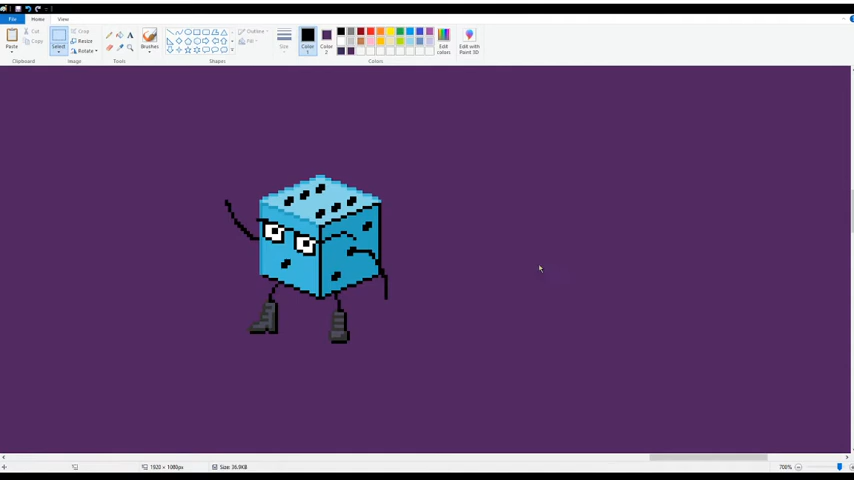 File Home View
Paste
Cut
Copy
Clipboard
Select
Crop
Resize
Rotate
Image
A
Tools
Brushes
Outline
Fill
Shapes
Size
Color
1
Color
2
Edit
colors
Edit with
Paint 3D
Colors
1920 × 1080px
Size: 36.9KB
700%